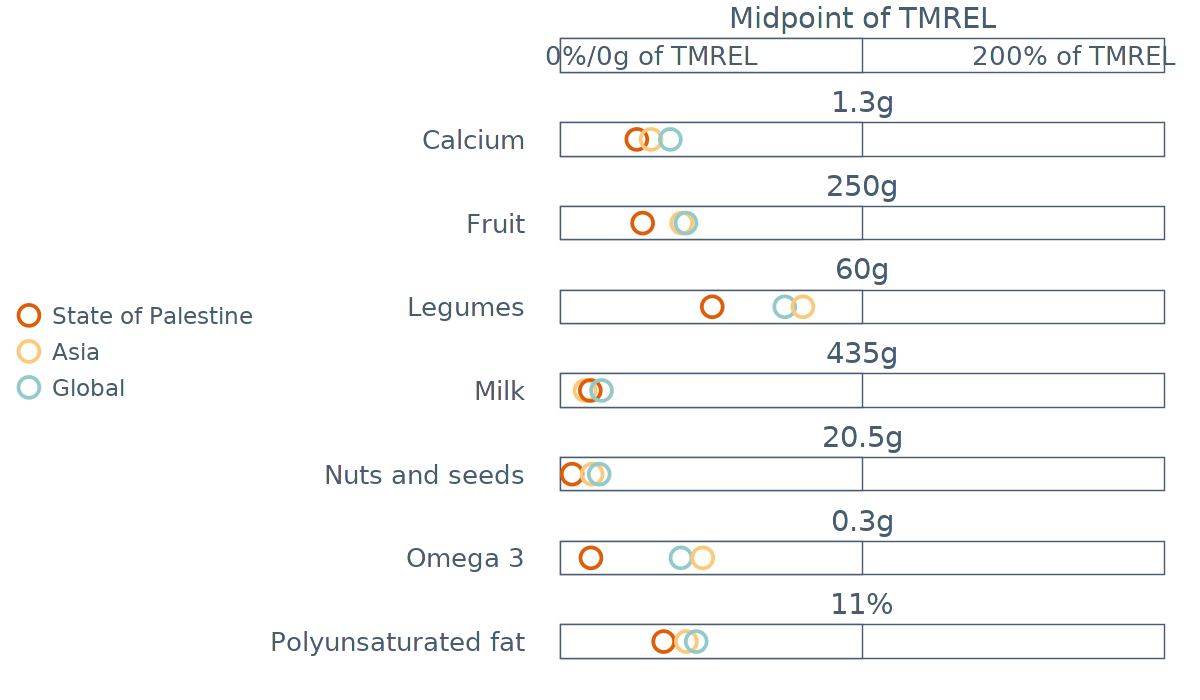 Midpoint of TMREL
0%/0g of TMREL
200% of TMREL
1.3g
Calcium
250g
Fruit
60g
Legumes
435g
Milk
20.5g
Nuts and seeds
0.3g
Omega 3
11%
Polyunsaturated fat
State of Palestine
Asia
Global